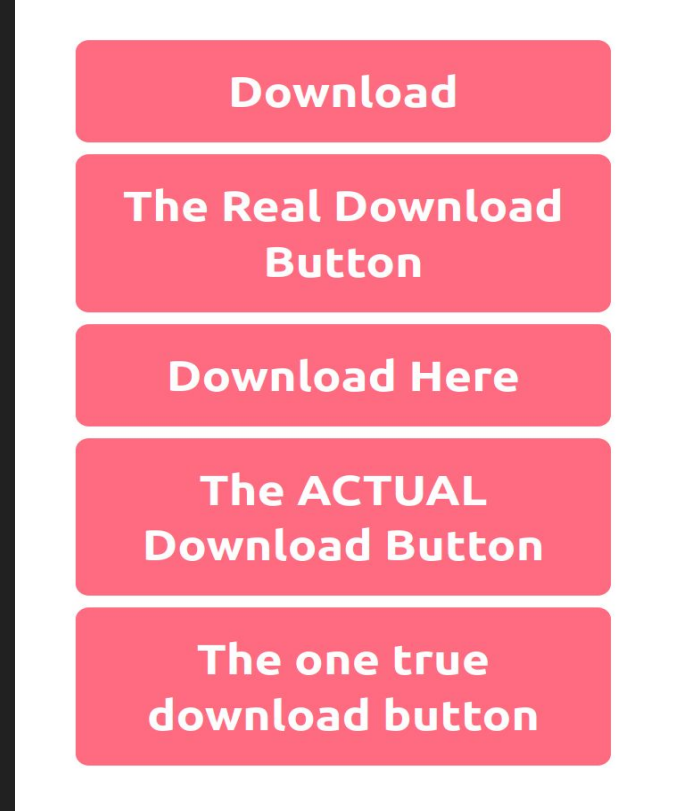 Download
The Real Download
Button
Download Here
The ACTUAL
Download Button
The one true
download button